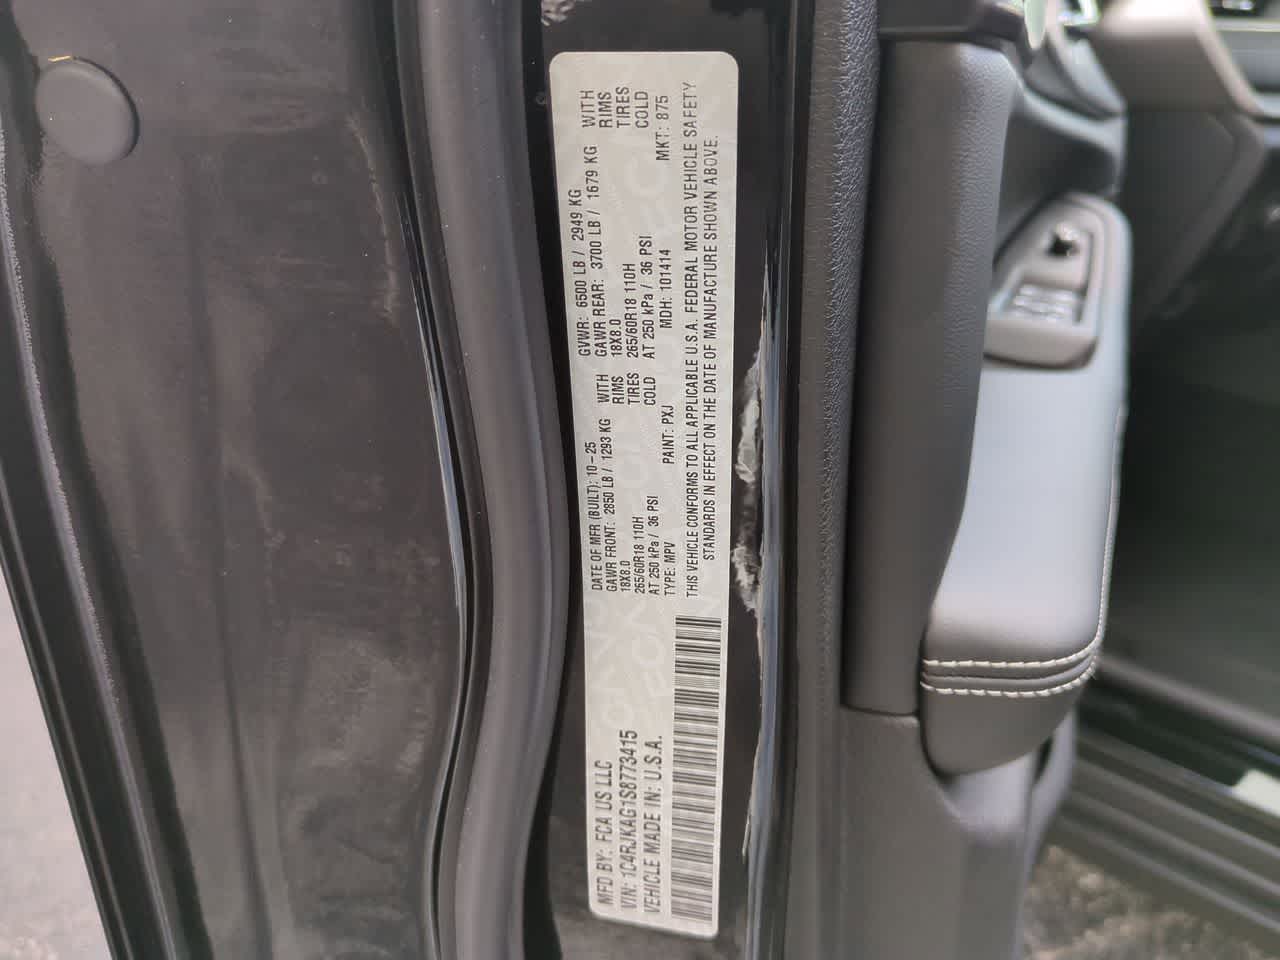 MFD BY: FCA US LLC
VIN: 1C4RJKAG1S8773415
VEHICLE MADE IN: U.S.A.
DATE OF MFR (BUILT): 10-25 GVWR: 6500 LB / 2949 KG
GAWR FRONT: 2850 LB / 1293 KG WITH GAWR REAR: 3700 LB / 1679 KG WITH
18X8.0 RIMS 18X8.0 RIMS
265/60R18 110H TIRES 265/60R18 110H TIRES
AT 250 kPa / 36 PSI COLD AT 250 kPa / 36 PSI COLD
TYPE: MPV PAINT: PXJ MDH: 101414 MKT: 875
THIS VEHICLE CONFORMS TO ALL APPLICABLE U.S.A. FEDERAL MOTOR VEHICLE SAFETY
STANDARDS IN EFFECT ON THE DATE OF MANUFACTURE SHOWN ABOVE.